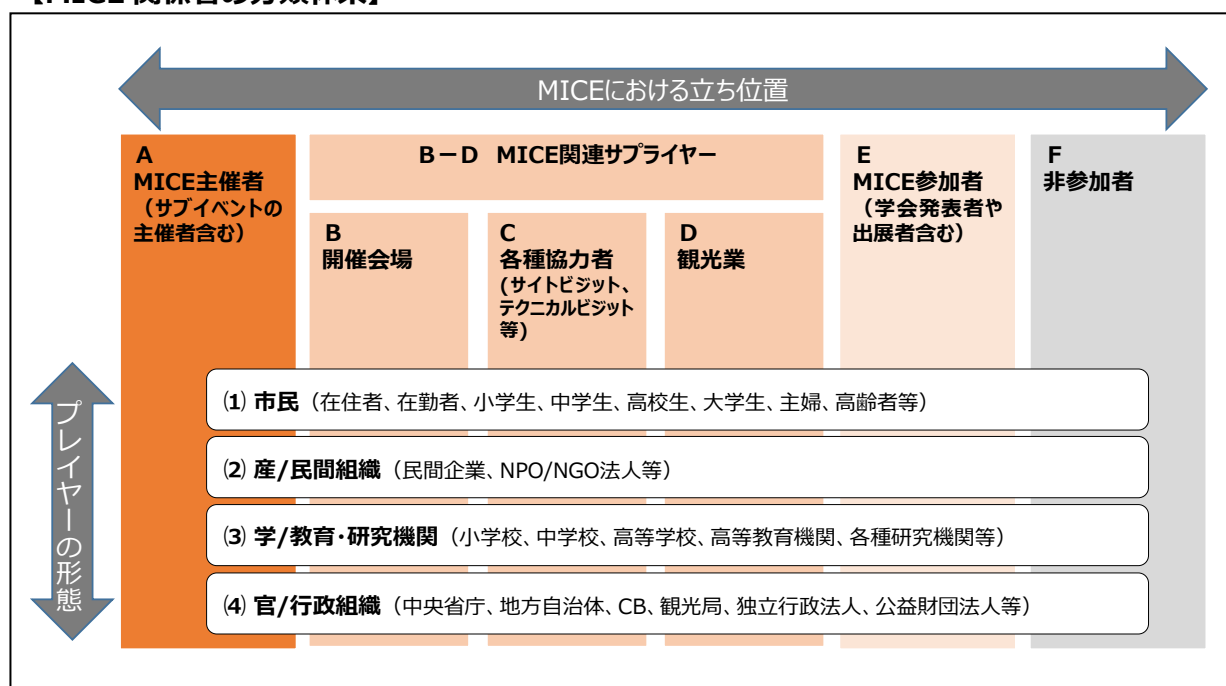 【MICE 関係者の分類体系】
MICEにおける立ち位置
A
MICE主催者
（サブイベントの
主催者含む）
B－D MICE関連サプライヤー
B
開催会場
C
各種協力者
(サイトビジット、
テクニカルビジット
等)
D
観光業
E
MICE参加者
（学会発表者や
出展者含む）
F
非参加者
プレイヤーの形態
⑴ 市民（在住者、在勤者、小学生、中学生、高校生、大学生、主婦、高齢者等）
⑵ 産/民間組織（民間企業、NPO/NGO法人等）
⑶ 学/教育･研究機関（小学校、中学校、高等学校、高等教育機関、各種研究機関等）
⑷ 官/行政組織（中央省庁、地方自治体、CB、観光局、独立行政法人、公益財団法人等）